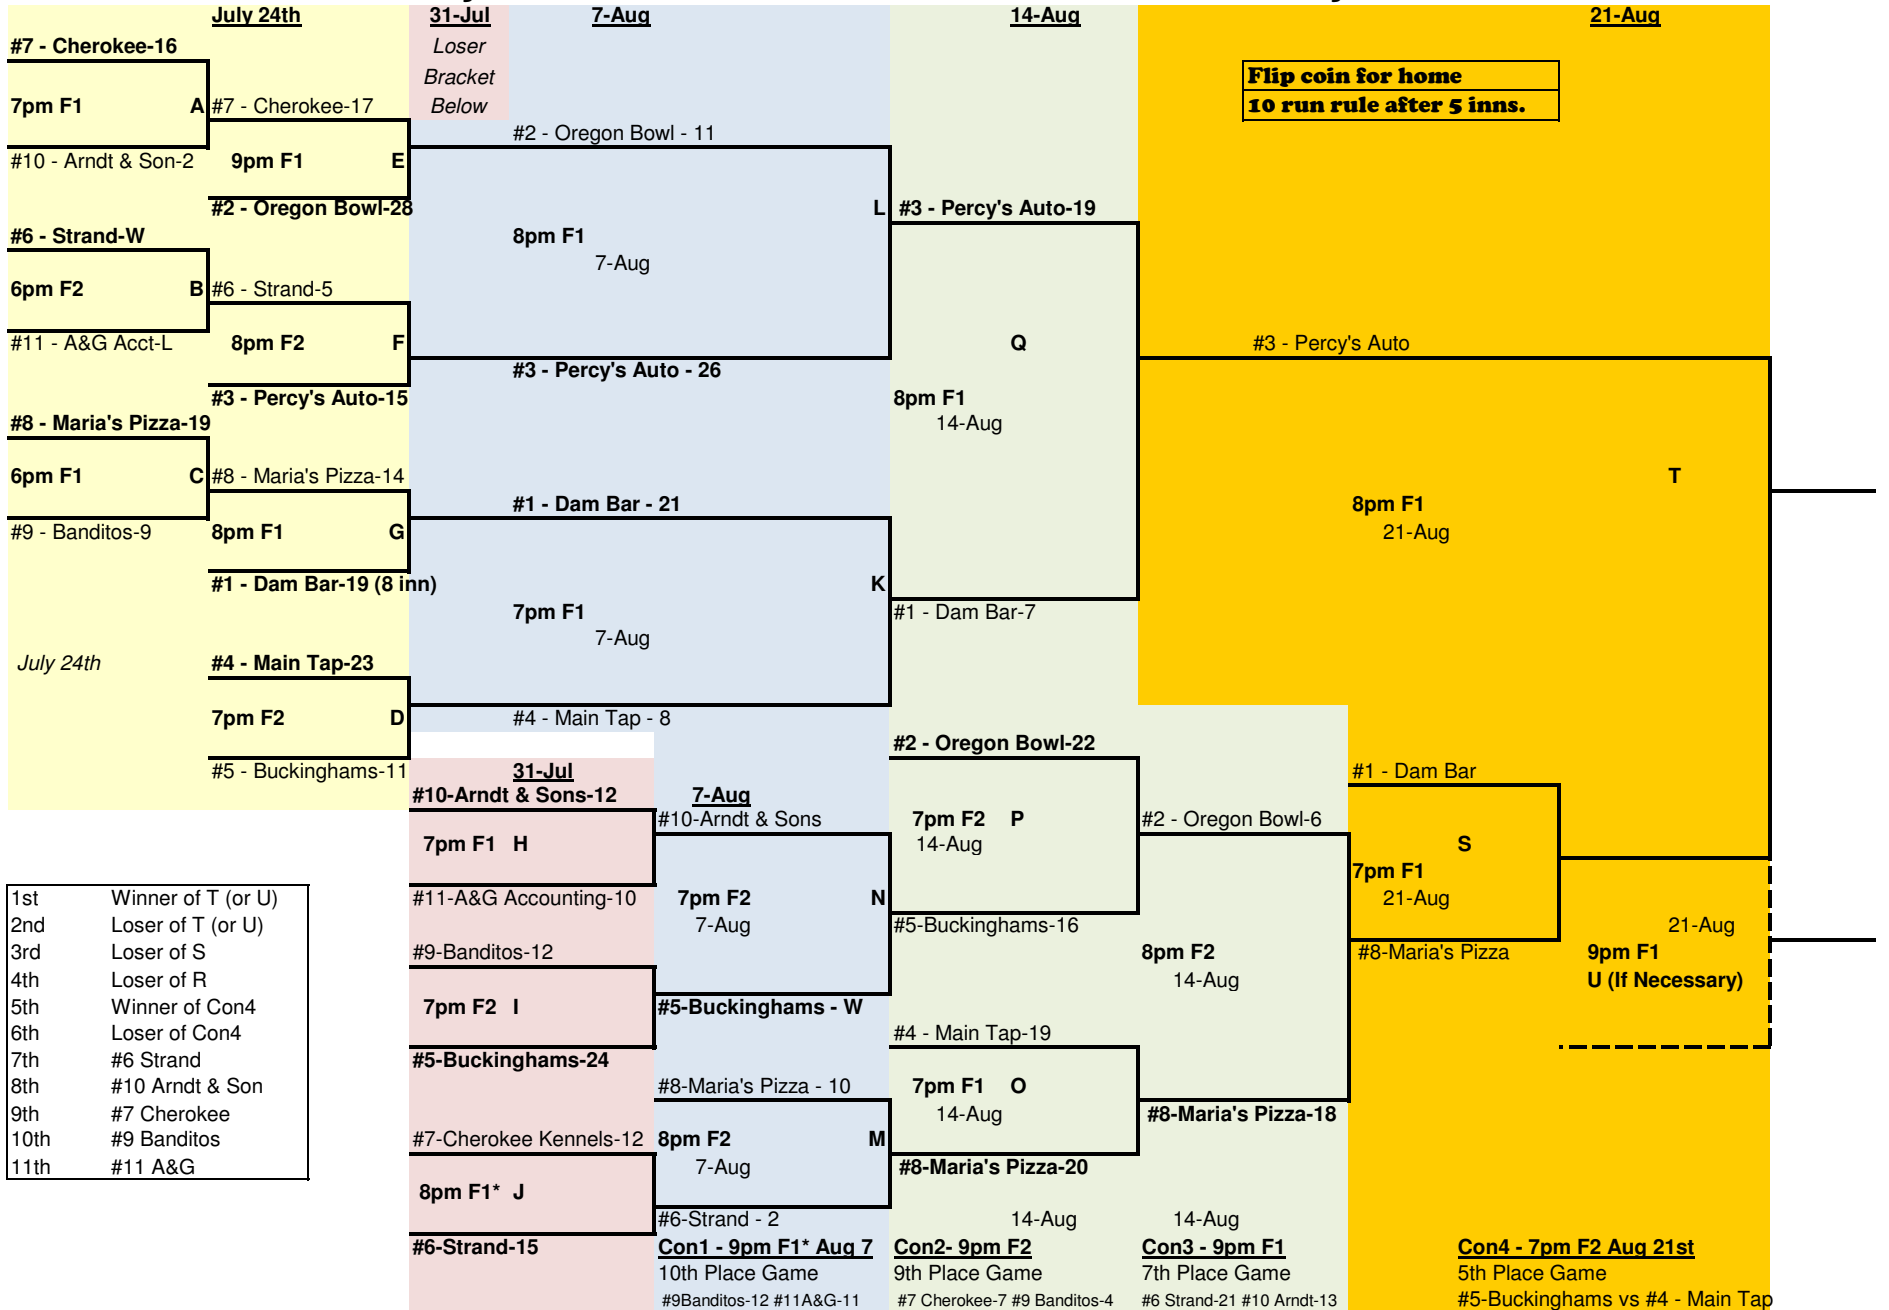 July 24th
31-Jul
7-Aug
14-Aug
21-Aug
#7 - Cherokee-16
Loser
Bracket
Below
Flip coin for home
10 run rule after 5 inns.
7pm F1 A
#7 - Cherokee-17
#10 - Arndt & Son-2
9pm F1 E
#2 - Oregon Bowl-28
#6 - Strand-W
6pm F2 B
#6 - Strand-5
#11 - A&G Acct-L
8pm F2 F
#3 - Percy's Auto-15
#8 - Maria's Pizza-19
6pm F1 C
#8 - Maria's Pizza-14
#9 - Banditos-9
8pm F1 G
#1 - Dam Bar-19 (8 inn)
July 24th
#4 - Main Tap-23
7pm F2 D
#5 - Buckinghams-11
#2 - Oregon Bowl - 11
8pm F1 L
7-Aug
#3 - Percy's Auto - 26
#1 - Dam Bar - 21
7pm F1 K
7-Aug
#4 - Main Tap - 8
#3 - Percy's Auto-19
Q
8pm F1
14-Aug
#1 - Dam Bar-7
#3 - Percy's Auto
T
8pm F1
21-Aug
31-Jul
#10-Arndt & Sons-12
7pm F1 H
#11-A&G Accounting-10
#9-Banditos-12
7pm F2 I
#5-Buckinghams-24
#7-Cherokee Kennels-12
8pm F1* J
#6-Strand-15
7-Aug
#10-Arndt & Sons
7pm F2 N
7-Aug
#5-Buckinghams - W
#8-Maria's Pizza - 10
8pm F2 M
7-Aug
#6-Strand - 2
#2 - Oregon Bowl-22
7pm F2 P
14-Aug
#5-Buckinghams-16
#4 - Main Tap-19
7pm F1 O
14-Aug
#8-Maria's Pizza-20
#2 - Oregon Bowl-6
8pm F2
14-Aug
#8-Maria's Pizza-18
#1 - Dam Bar
S
7pm F1
21-Aug
#8-Maria's Pizza
21-Aug
9pm F1
U (If Necessary)
1st Winner of T (or U)
2nd Loser of T (or U)
3rd Loser of S
4th Loser of R
5th Winner of Con4
6th Loser of Con4
7th #6 Strand
8th #10 Arndt & Son
9th #7 Cherokee
10th #9 Banditos
11th #11 A&G
Con1 - 9pm F1* Aug 7
10th Place Game
#9Banditos-12 #11A&G-11
14-Aug
Con2- 9pm F2
9th Place Game
#7 Cherokee-7 #9 Banditos-4
14-Aug
Con3 - 9pm F1
7th Place Game
#6 Strand-21 #10 Arndt-13
Con4 - 7pm F2 Aug 21st
5th Place Game
#5-Buckinghams vs #4 - Main Tap